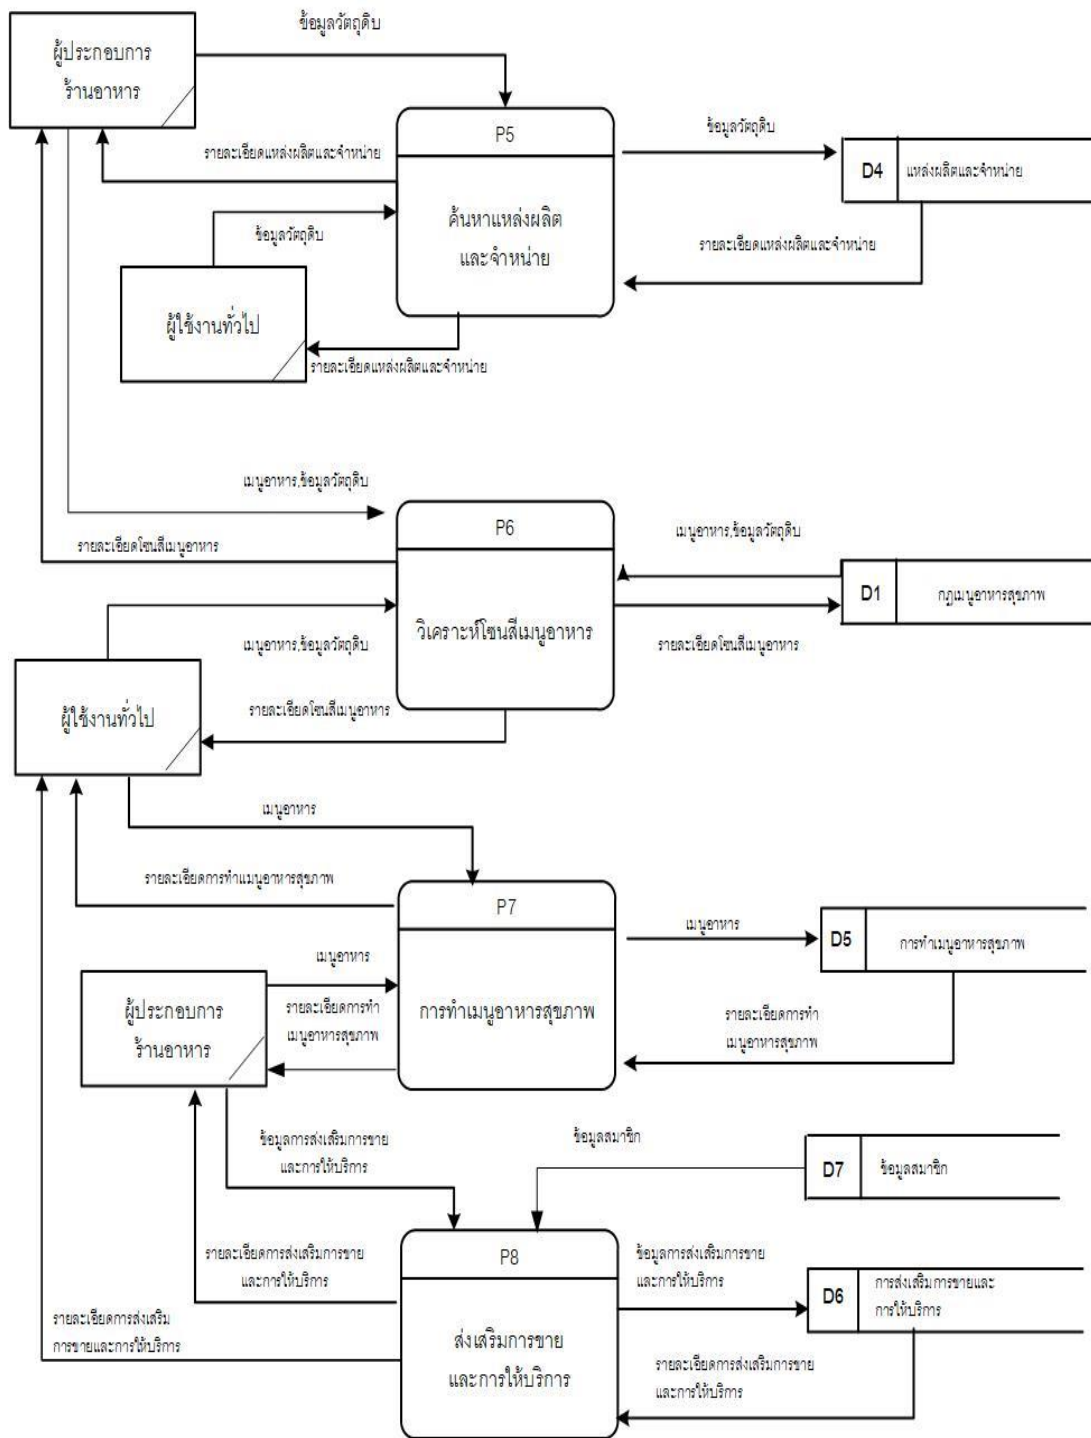 ข้อมูลวัตถุดิบ
ผู้ประกอบการ
ร้านอาหาร
P5
ค้นหาแหล่งผลิต
และจำหน่าย
ข้อมูลวัตถุดิบ
D4
แหล่งผลิตและจำหน่าย
รายละเอียดแหล่งผลิตและจำหน่าย
รายละเอียดแหล่งผลิตและจำหน่าย
ข้อมูลวัตถุดิบ
ผู้ใช้งานทั่วไป
รายละเอียดแหล่งผลิตและจำหน่าย
เมนูอาหาร,ข้อมูลวัตถุดิบ
รายละเอียดโซนสีเมนูอาหาร
P6
วิเคราะห์โซนสีเมนูอาหาร
เมนูอาหาร,ข้อมูลวัตถุดิบ
D1
กฎเมนูอาหารสุขภาพ
รายละเอียดโซนสีเมนูอาหาร
เมนูอาหาร,ข้อมูลวัตถุดิบ
ผู้ใช้งานทั่วไป
รายละเอียดโซนสีเมนูอาหาร
เมนูอาหาร
รายละเอียดการทำเมนูอาหารสุขภาพ
P7
การทำเมนูอาหารสุขภาพ
เมนูอาหาร
D5
การทำเมนูอาหารสุขภาพ
รายละเอียดการทำ
เมนูอาหารสุขภาพ
เมนูอาหาร
รายละเอียดการทำ
เมนูอาหารสุขภาพ
ผู้ประกอบการ
ร้านอาหาร
ข้อมูลการส่งเสริมการขาย
และการให้บริการ
ข้อมูลสมาชิก
D7
ข้อมูลสมาชิก
P8
ส่งเสริมการขาย
และการให้บริการ
รายละเอียดการส่งเสริมการขาย
และการให้บริการ
ข้อมูลการส่งเสริมการขาย
และการให้บริการ
D6
การส่งเสริมการขายและ
การให้บริการ
รายละเอียดการส่งเสริม
การขายและการให้บริการ
รายละเอียดการส่งเสริมการขาย
และการให้บริการ